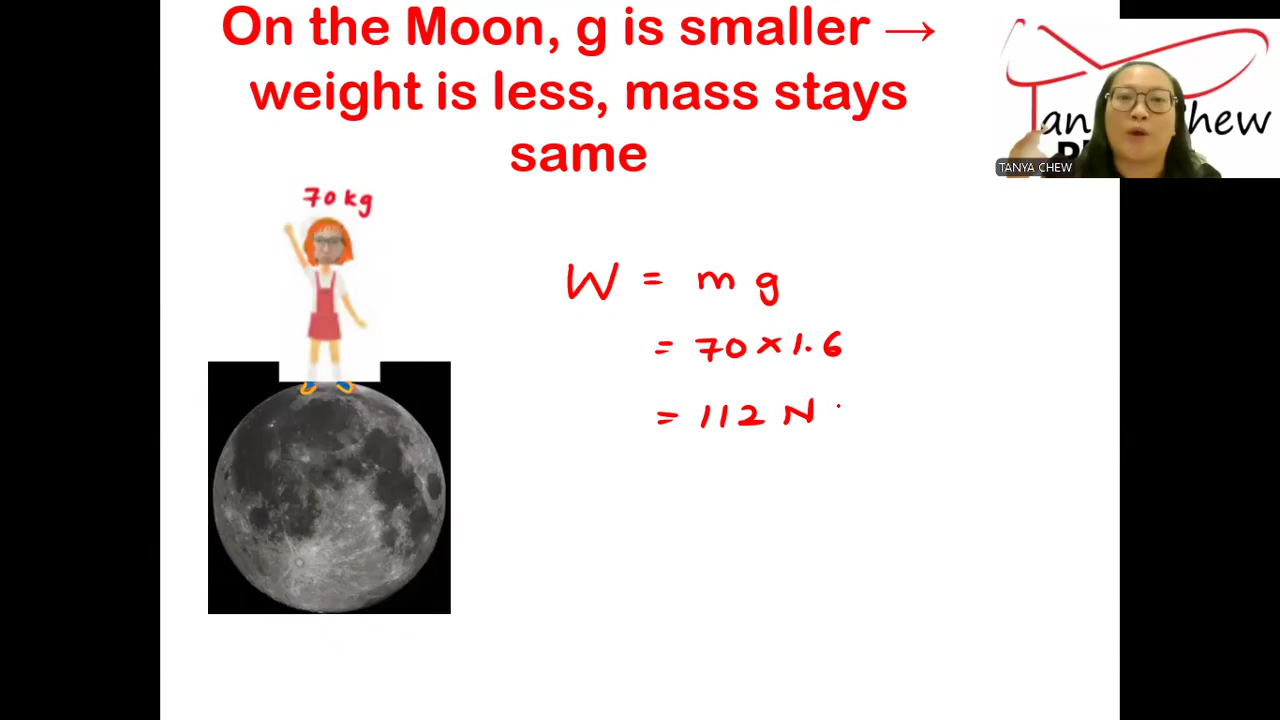 On the Moon, g is smaller →
weight is less, mass stays
same
70 kg
W = m g
= 70 × 1.6
= 112 N
TANYA CHEW